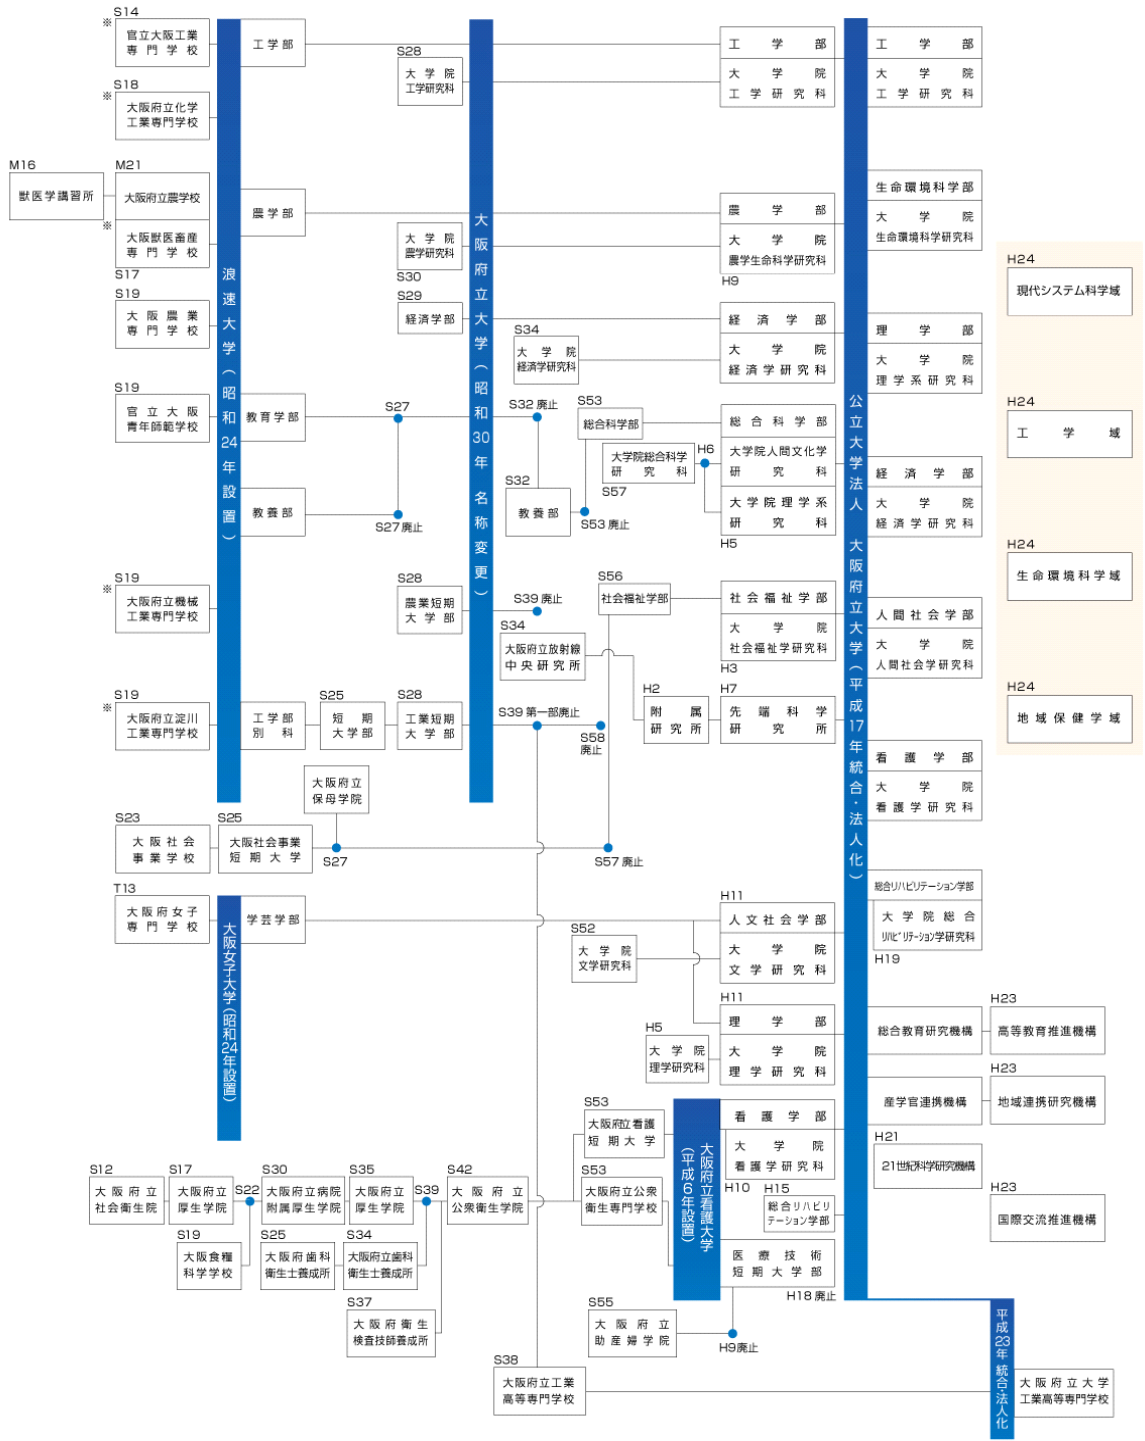 ※
S14
官立大阪工業
専門学校
工学部
S28
大学院
工学研究科
工学部
大学院
工学研究科
工学部
大学院
工学研究科
※
S18
大阪府立化学
工業専門学校
M16
獣医学講習所
M21
大阪府立農学校
※
大阪獣医畜産
専門学校
S17
農学部
大学院
農学研究科
S30
農学部
大学院
農学生命科学研究科
H9
生命環境科学部
大学院
生命環境科学研究科
S19
大阪農業
専門学校
S29
経済学部
S34
大学院
経済学研究科
経済学部
大学院
経済学研究科
理学部
大学院
理学系研究科
S19
官立大阪
青年師範学校
教育学部
S27
S32 廃止
S53
総合科学部
大学院総合科学
研究科
S57
H6
総合科学部
大学院人間文化学
研究科
大学院理学系
研究科
H5
教養部
S27 廃止
S32
教養部
S53 廃止
経済学部
大学院
経済学研究科
浪速大学(昭和24年設置)
大阪府立大学(昭和30年 名称変更)
公立大学法人 大阪府立大学(平成17年統合・法人化)
H24
現代システム科学域
H24
工学域
H24
生命環境科学域
H24
地域保健学域
※
S19
大阪府立機械
工業専門学校
S28
農業短期
大学部
S39 廃止
S34
大阪府立放射線
中央研究所
S56
社会福祉学部
社会福祉学部
大学院
社会福祉学研究科
H3
人間社会学部
大学院
人間社会学研究科
※
S19
大阪府立淀川
工業専門学校
工学部
別科
S25
短期
大学部
S28
工業短期
大学部
S39 第一部廃止
S58
廃止
H2
附属
研究所
H7
先端科学
研究所
看護学部
大学院
看護学研究科
大阪府立
保母学院
S23
大阪社会
事業学校
S25
大阪社会事業
短期大学
S27
S57 廃止
T13
大阪府女子
専門学校
大阪女子大学(昭和24年設置)
学芸学部
S52
大学院
文学研究科
H11
人文社会学部
大学院
文学研究科
総合リハビリテーション学部
大学院総合
リハビリテーション学研究科
H19
H5
大学院
理学研究科
H11
理学部
大学院
理学研究科
総合教育研究機構
H23
高等教育推進機構
産学官連携機構
H23
地域連携研究機構
H21
21世紀科学研究機構
H23
国際交流推進機構
S53
大阪府立看護
短期大学
S53
大阪府立公衆
衛生専門学校
大阪府立看護大学
(平成6年設置)
看護学部
大学院
看護学研究科
H10
H15
総合リハビリ
テーション学部
医療技術
短期大学部
H18 廃止
S12
大阪府立
社会衛生院
S17
大阪府立
厚生学院
S22
S30
大阪府立病院
附属厚生学院
S35
大阪府立
厚生学院
S39
S42
大阪府立
公衆衛生学院
S19
大阪食糧
科学学校
S25
大阪府歯科
衛生士養成所
S34
大阪府立歯科
衛生士養成所
S37
大阪府衛生
検査技師養成所
S55
大阪府立
助産婦学院
H9廃止
S38
大阪府立工業
高等専門学校
平成23年 統合・法人化
大阪府立大学
工業高等専門学校